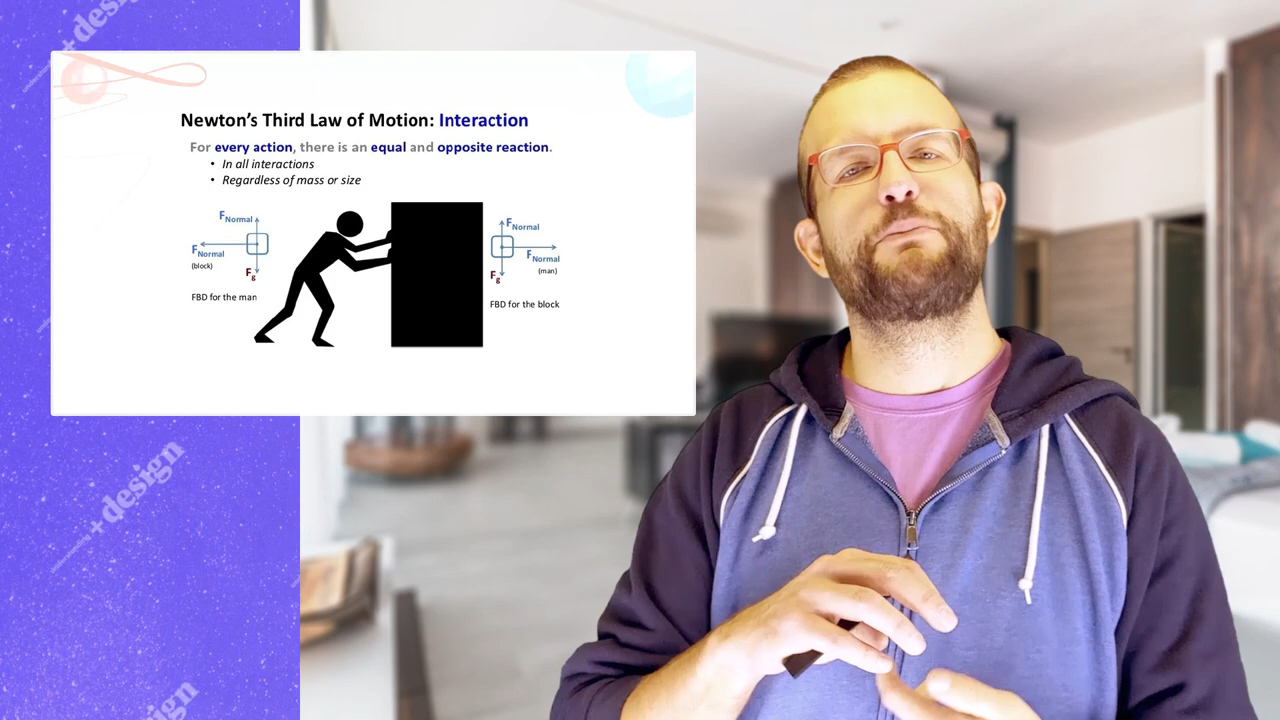 +design
Newton's Third Law of Motion: Interaction
For every action, there is an equal and opposite reaction.
• In all interactions
• Regardless of mass or size
FNormal
FNormal
(block)
Fg
FBD for the man
FNormal
FNormal
(man)
Fg
FBD for the block
+design
+design